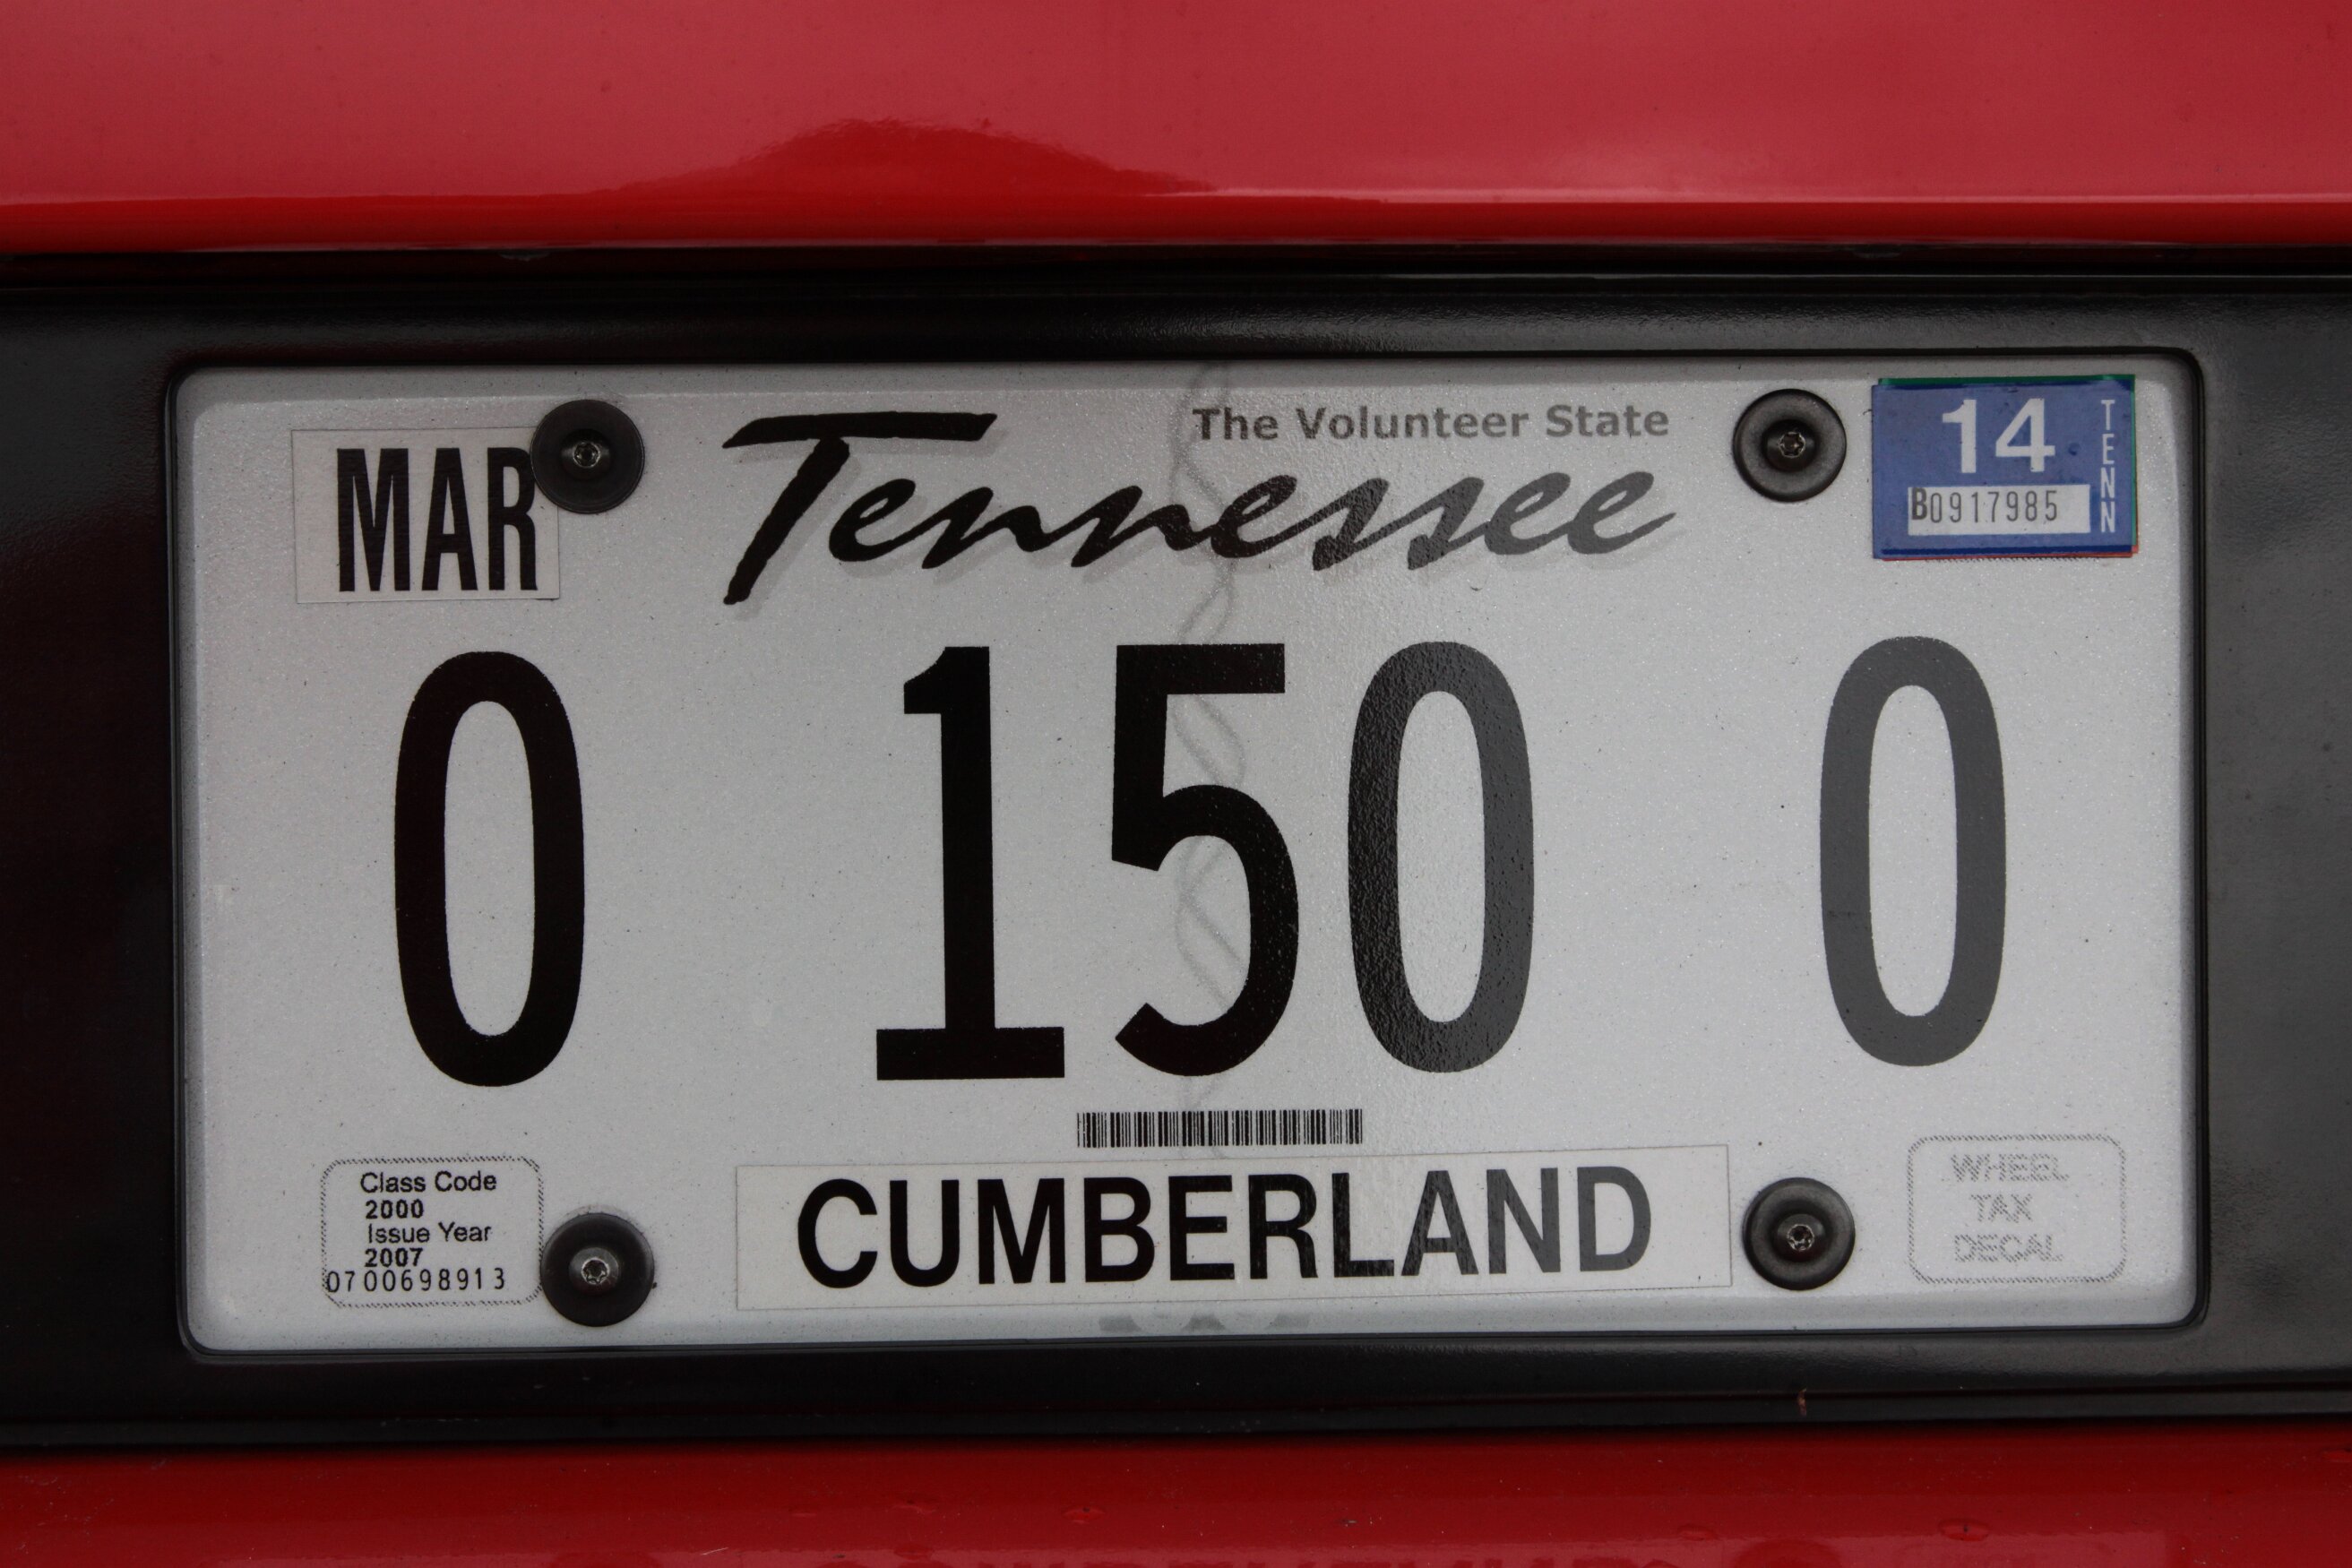 The Volunteer State
Tennessee
MAR
14
TENN
B0917985
0 150 0
Class Code
2000
Issue Year
2007
0700698913
CUMBERLAND
WHEEL
TAX
DECAL